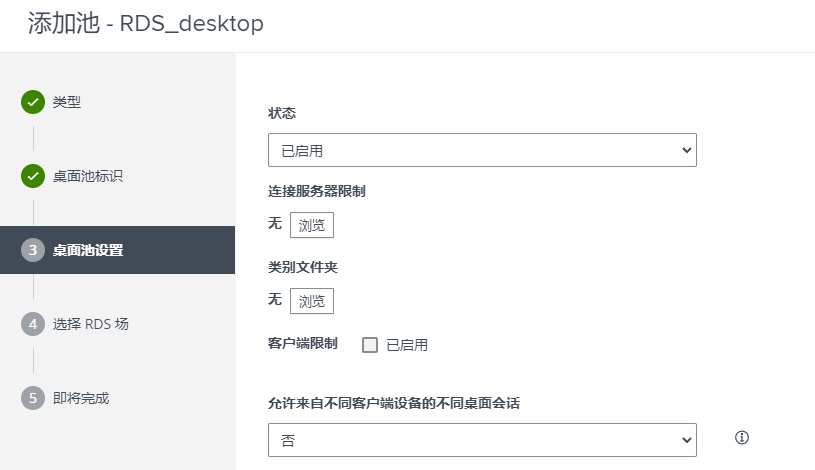 添加池 - RDS_desktop
类型
桌面池标识
3 桌面池设置
4 选择 RDS 场
5 即将完成
状态
已启用
连接服务器限制
无 浏览
类别文件夹
无 浏览
客户端限制 已启用
允许来自不同客户端设备的不同桌面会话
否